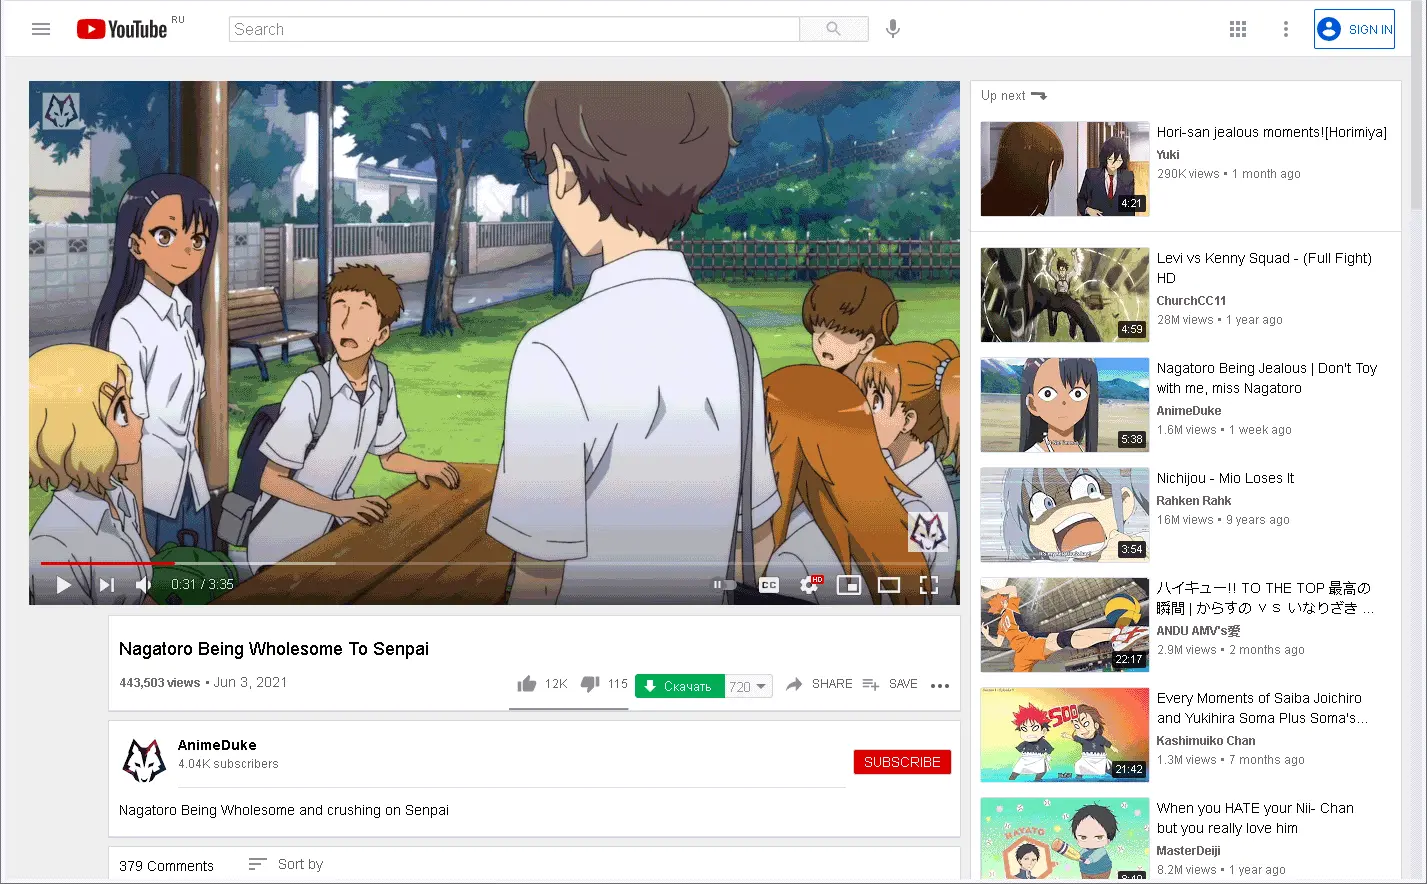 YouTube RU
Search
SIGN IN
0:31 / 3:35
CC
HD
Nagatoro Being Wholesome To Senpai
443,503 views • Jun 3, 2021
12K
115
Скачать
720
SHARE
SAVE
AnimeDuke
4.04K subscribers
SUBSCRIBE
Nagatoro Being Wholesome and crushing on Senpai
379 Comments
Sort by
Up next
4:21
Hori-san jealous moments![Horimiya]
Yuki
290K views • 1 month ago
4:59
Levi vs Kenny Squad - (Full Fight)
HD
ChurchCC11
28M views • 1 year ago
5:38
Nagatoro Being Jealous | Don't Toy
with me, miss Nagatoro
AnimeDuke
1.6M views • 1 week ago
3:54
Nichijou - Mio Loses It
Rahken Rahk
16M views • 9 years ago
22:17
ハイキュー!! TO THE TOP 最高の
瞬間 | からすの ｖｓ いなりざき ...
ANDU AMV's愛
2.9M views • 2 months ago
500
21:42
Every Moments of Saiba Joichiro
and Yukihira Soma Plus Soma's...
Kashimuiko Chan
1.3M views • 7 months ago
HAYATO
8:40
When you HATE your Nii- Chan
but you really love him
MasterDeiji
8.2M views • 1 year ago